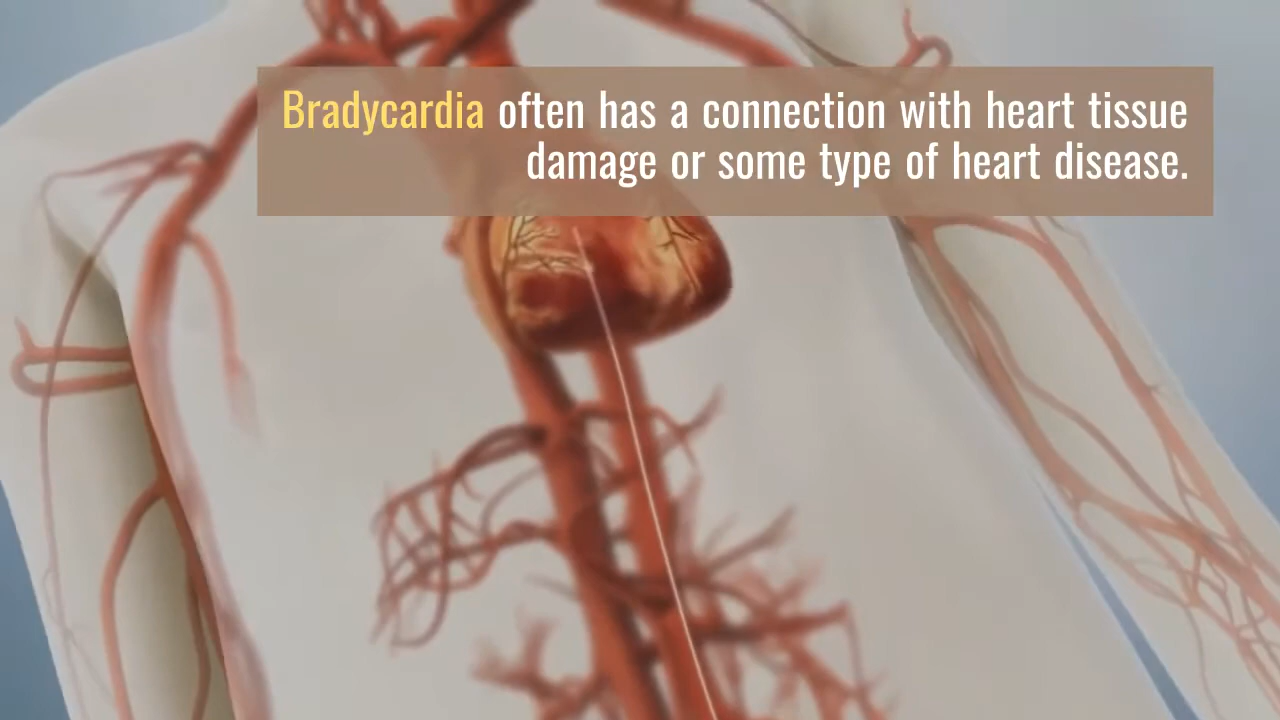 Bradycardia often has a connection with heart tissue
damage or some type of heart disease.